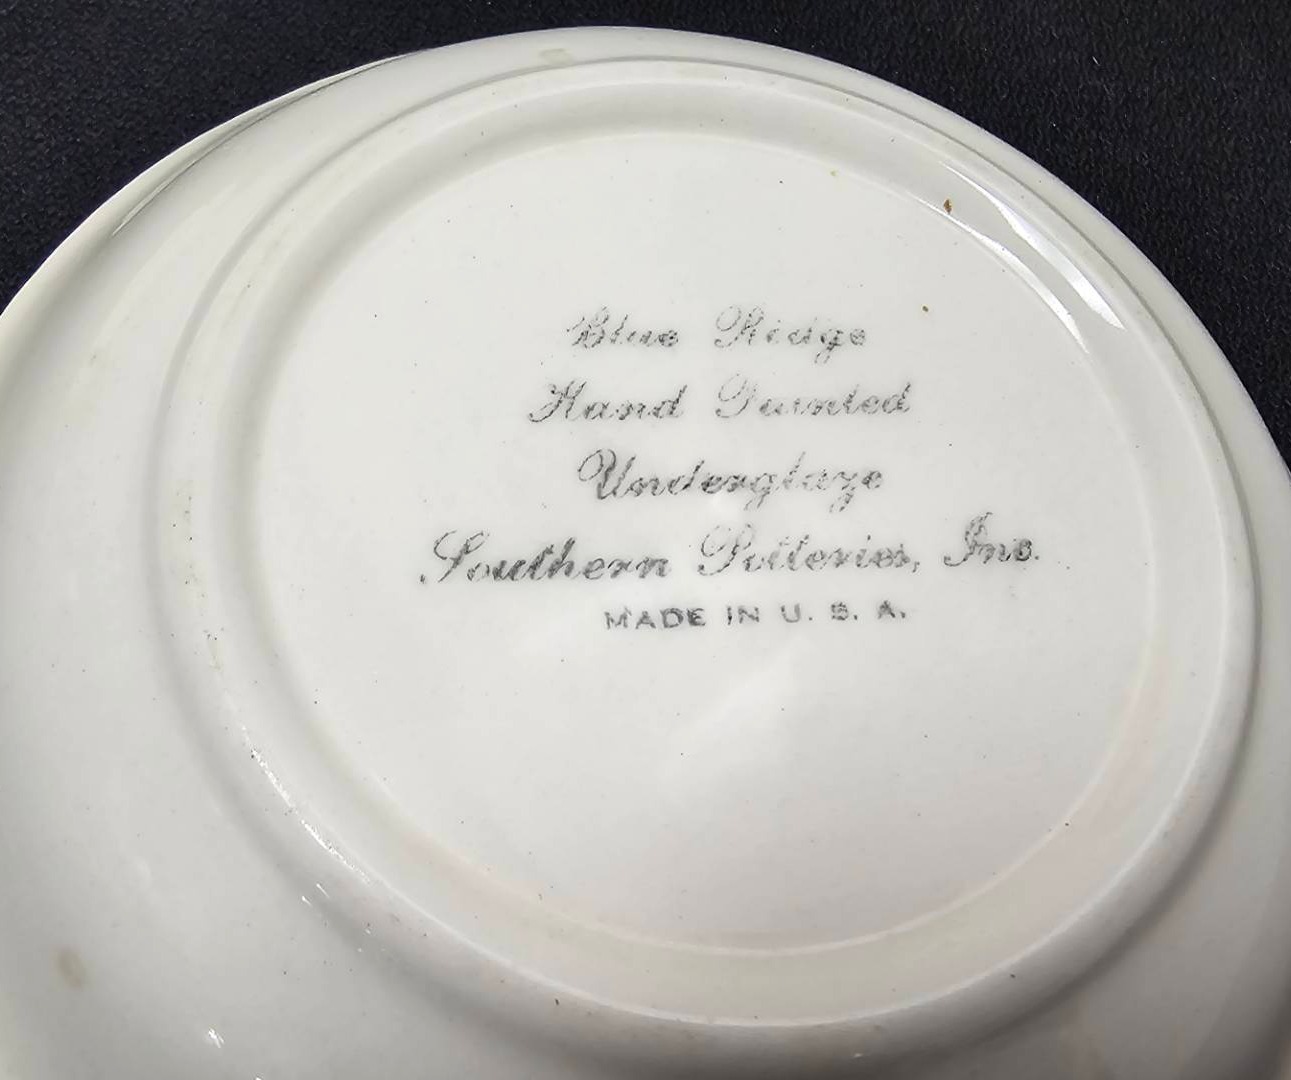 Blue Ridge
Hand Painted
Underglaze
Southern Potteries, Inc.
MADE IN U. S. A.